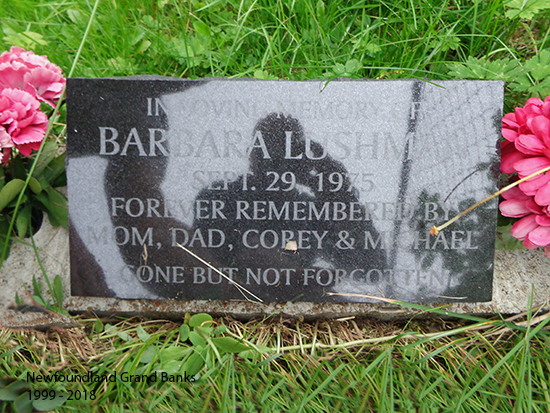 IN LOVING MEMORY OF
BARBARA LUSHM
SEPT. 29, 1975
FOREVER REMEMBERED BY
MOM, DAD, COREY & MICHAEL
GONE BUT NOT FORGOTTEN
Newfoundland Grand Banks
1999 - 2018